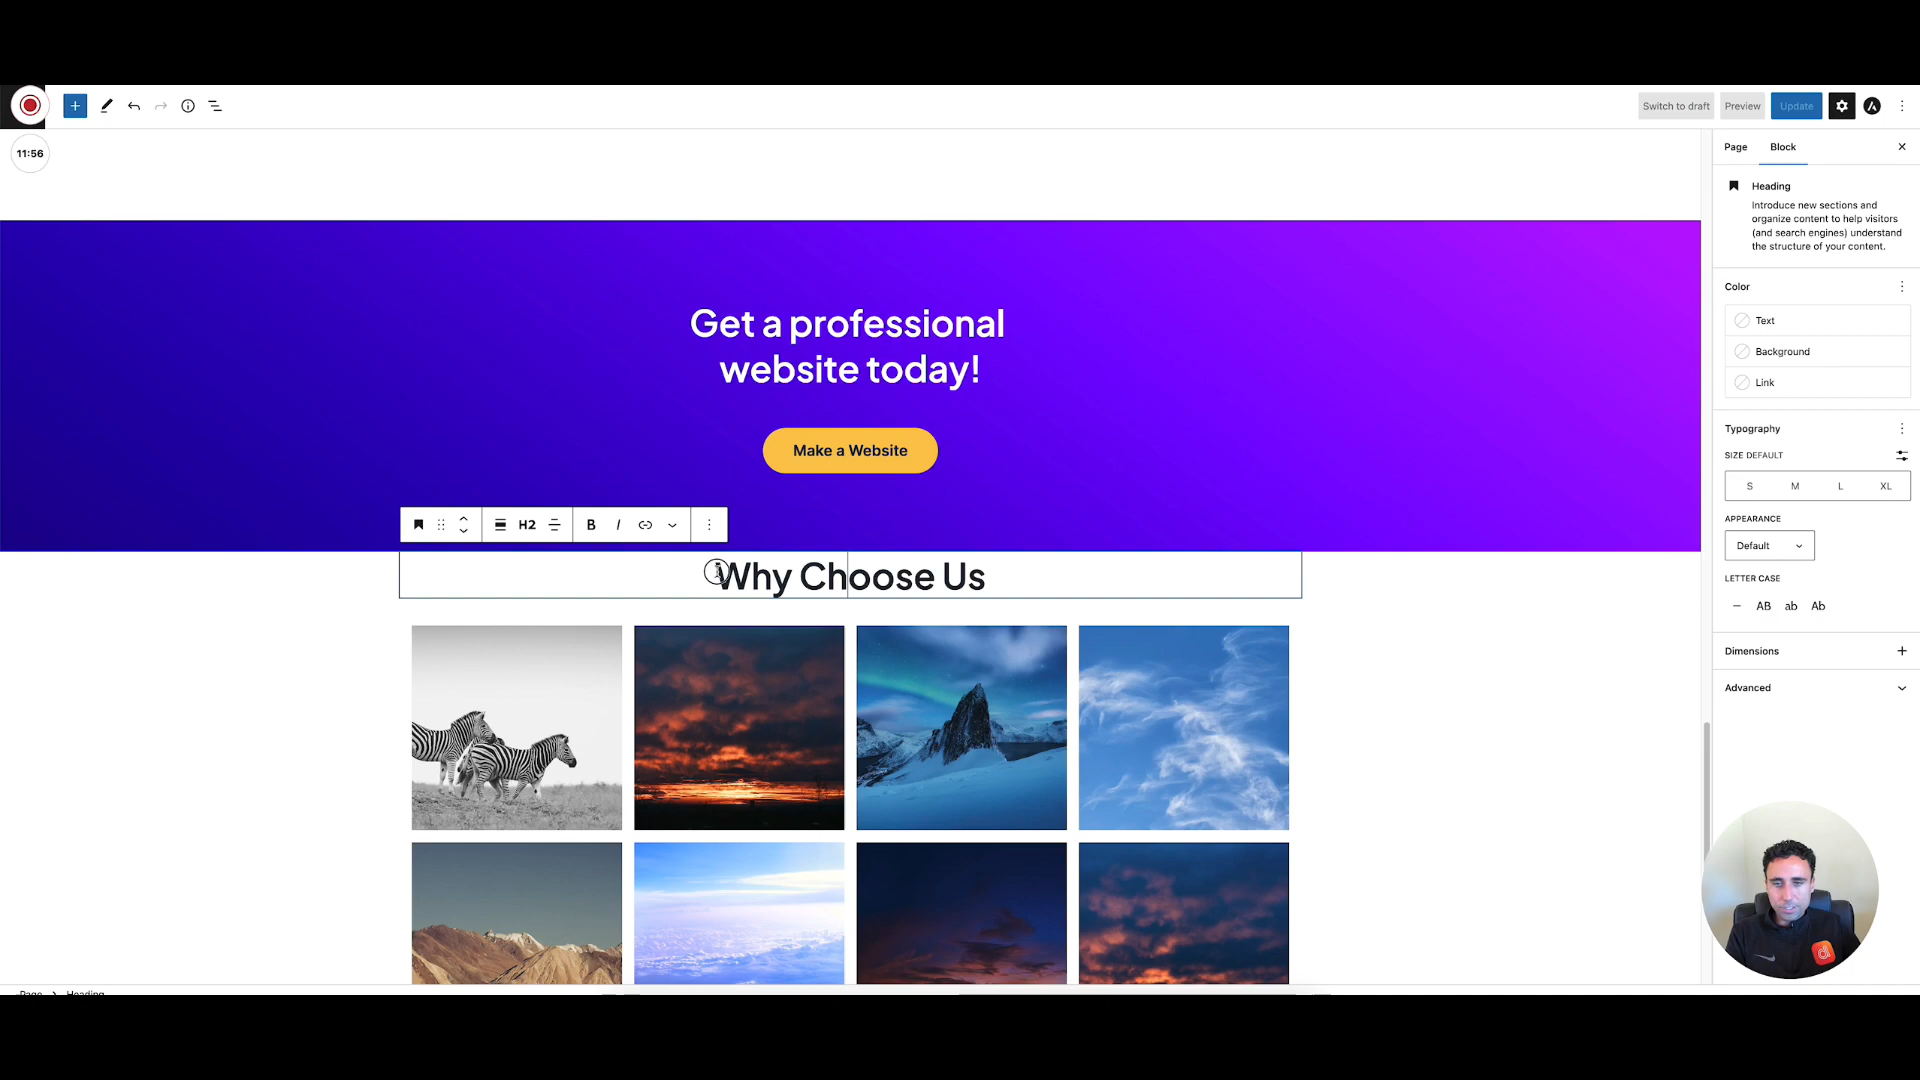 Switch to draft
Preview
Update
11:56
Page
Block
Heading
Introduce new sections and
organize content to help visitors
(and search engines) understand
the structure of your content.
Color
Text
Background
Link
Typography
SIZE DEFAULT
S M L XL
APPEARANCE
Default
LETTER CASE
– AB ab Ab
Dimensions
Advanced
Get a professional
website today!
Make a Website
H2 B I
Why Choose Us
Page > Heading